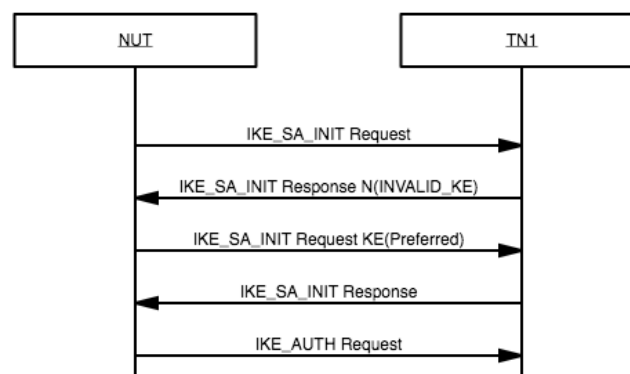 NUT
TN1
IKE_SA_INIT Request
IKE_SA_INIT Response N(INVALID_KE)
IKE_SA_INIT Request KE(Preferred)
IKE_SA_INIT Response
IKE_AUTH Request